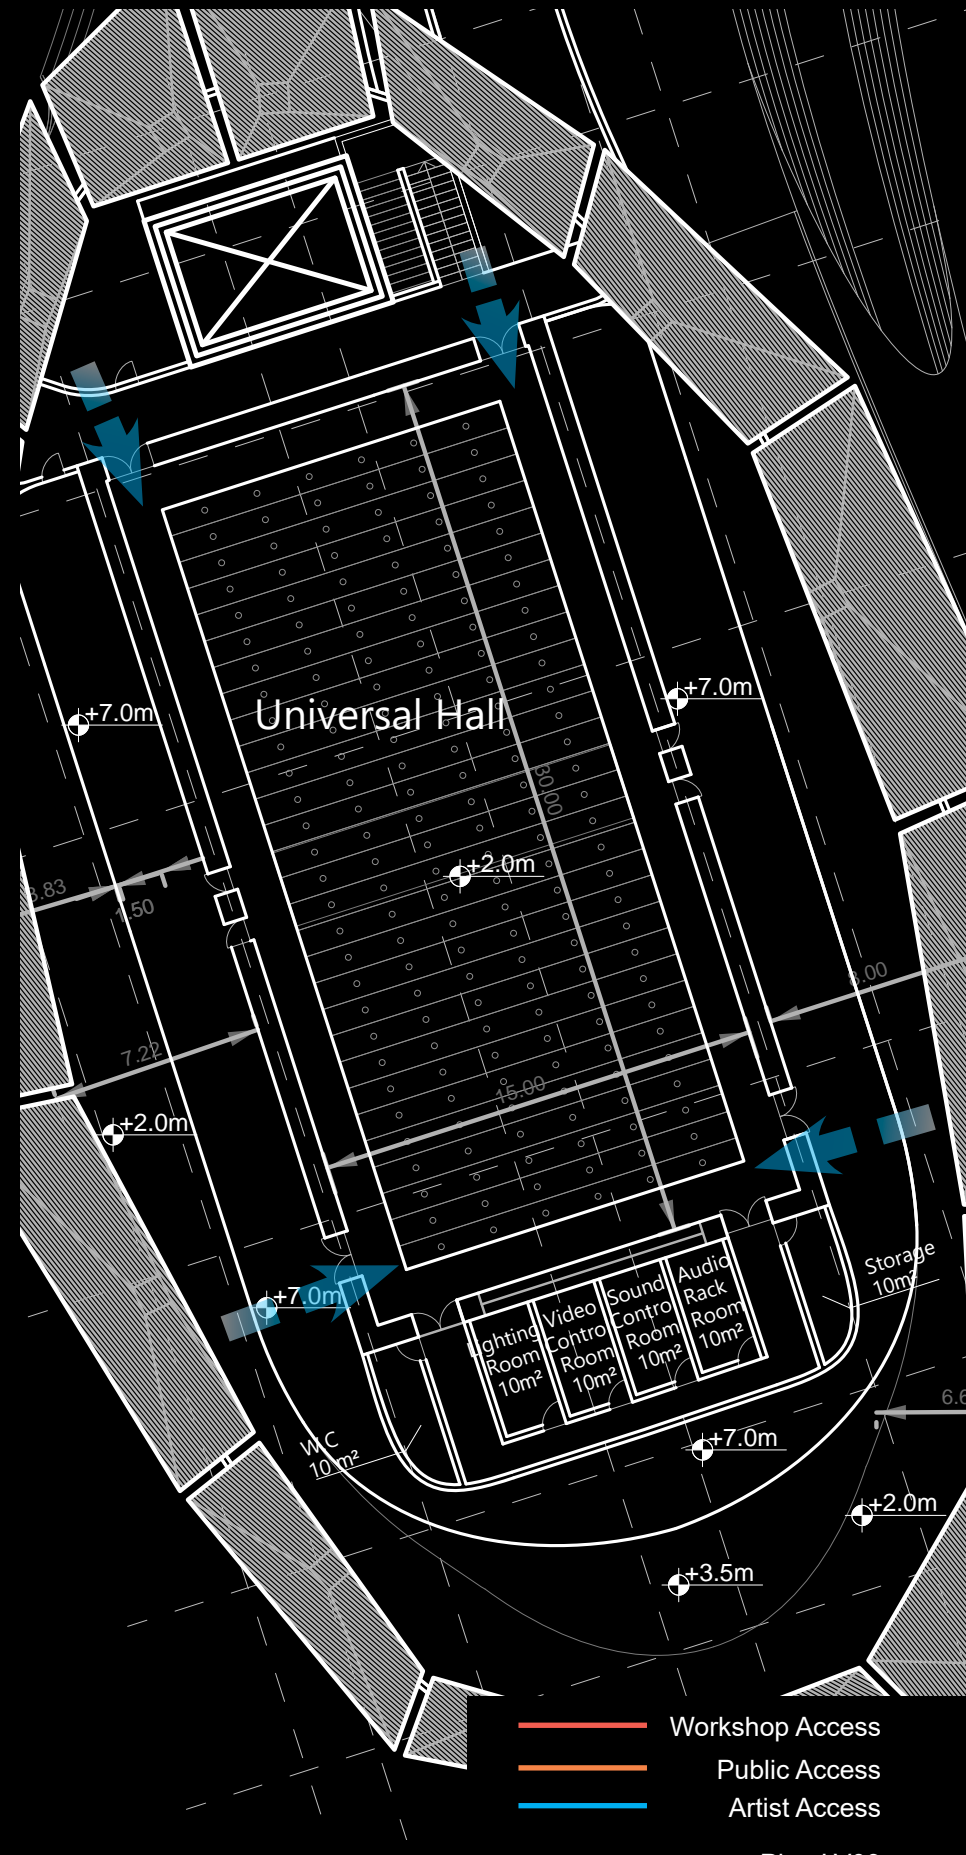 +7.0m
+7.0m
Universal Hall
30.00
+2.0m
3.83
1.50
8.00
7.22
15.00
+2.0m
+7.0m
Storage
10m²
Lighting
Room
10m²
Video
Control
Room
10m²
Sound
Control
Room
10m²
Audio
Rack
Room
10m²
W.C
10 m²
6.6
+7.0m
+2.0m
+3.5m
Workshop Access
Public Access
Artist Access